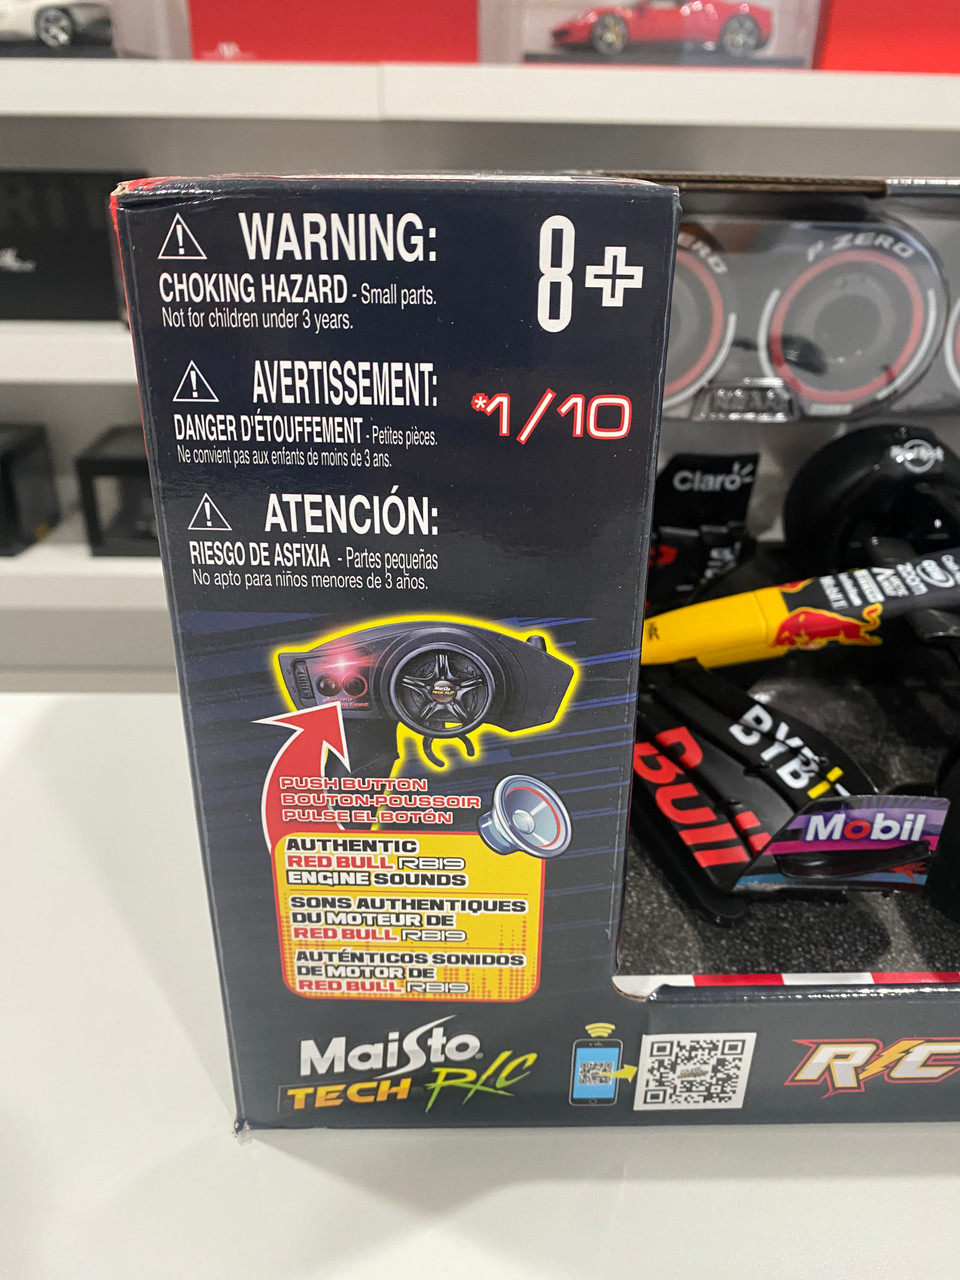 WARNING:
CHOKING HAZARD - Small parts.
Not for children under 3 years.
8+
AVERTISSEMENT:
DANGER D'ÉTOUFFEMENT - Petites pièces.
Ne convient pas aux enfants de moins de 3 ans.
*1/10
ATENCIÓN:
RIESGO DE ASFIXIA - Partes pequeñas
No apto para niños menores de 3 años.
Maisto
PUSH BUTTON
BOUTON-POUSSOIR
PULSE EL BOTÓN
AUTHENTIC
RED BULL RB19
ENGINE SOUNDS
SONS AUTHENTIQUES
DU MOTEUR DE
RED BULL RB19
AUTÉNTICOS SONIDOS
DE MOTOR DE
RED BULL RB19
Maisto
TECH R/C
R/C
ERO
P ZERO
Claro
BYBIT
Bull
Mobil